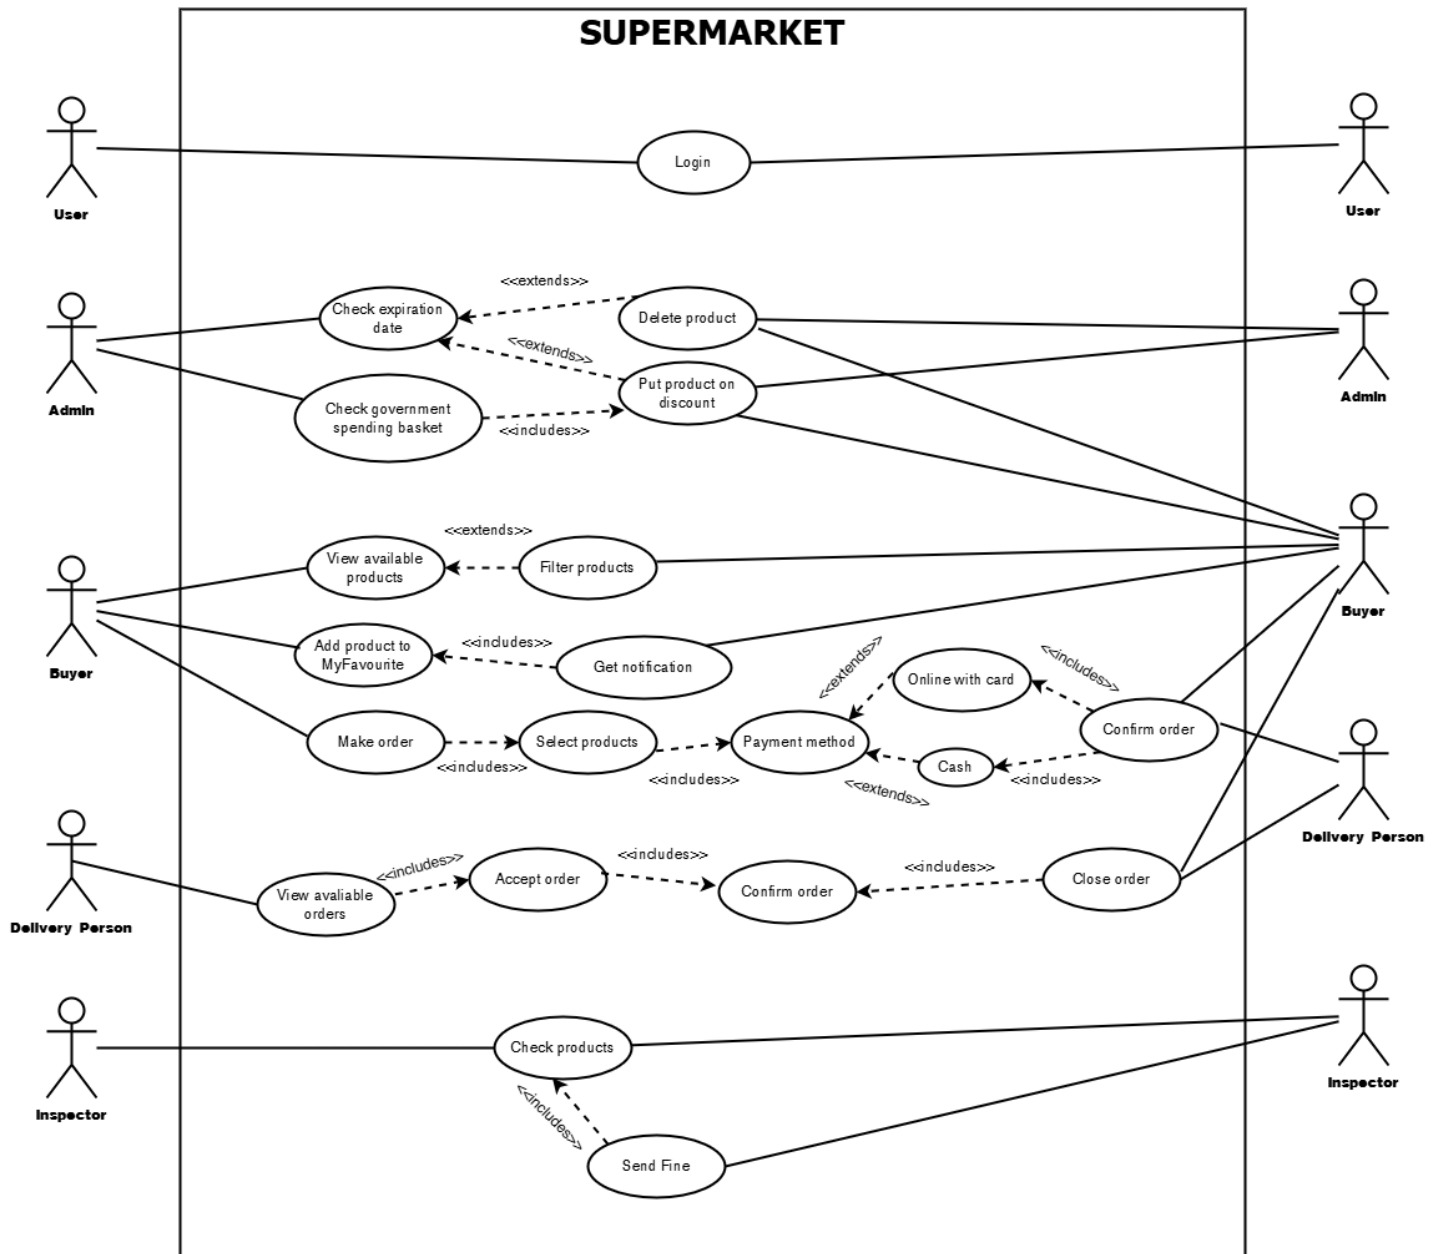 SUPERMARKET
User
Login
User
<<extends>>
Check expiration
date
Delete product
Admin
<<extends>>
Put product on
discount
Check government
spending basket
<<includes>>
Admin
<<extends>>
View available
products
Filter products
Buyer
Add product to
MyFavourite
<<includes>>
Get notification
Buyer
<<extends>>
Online with card
<<includes>>
Make order
<<includes>>
Select products
<<includes>>
Payment method
Cash
<<extends>>
<<includes>>
Confirm order
Delivery Person
View avaliable
orders
<<includes>>
Accept order
<<includes>>
Confirm order
<<includes>>
Close order
Delivery Person
Inspector
Check products
<<includes>>
Send Fine
Inspector